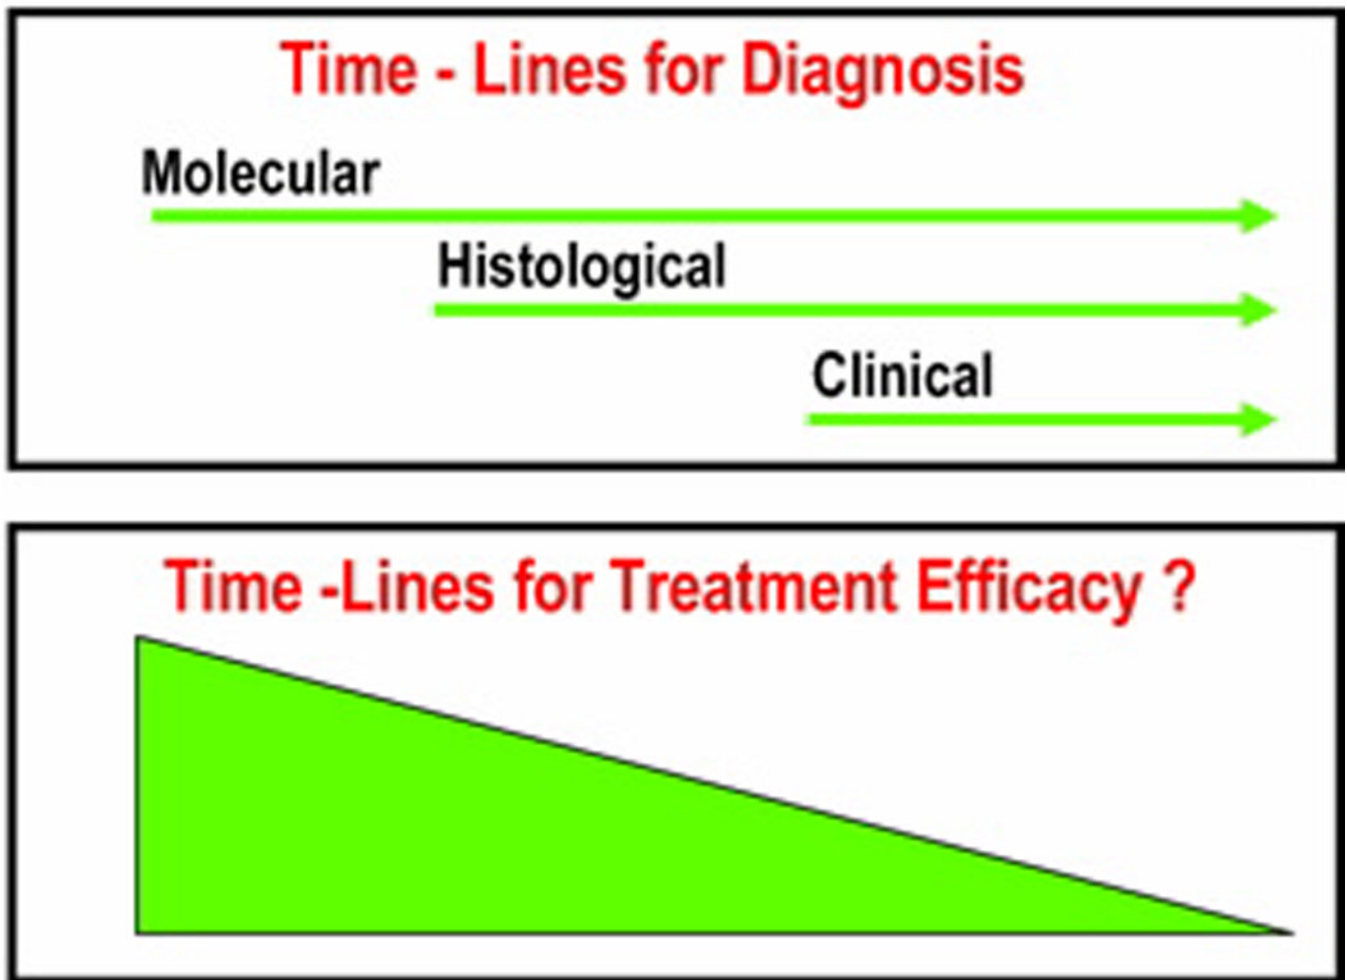 Time - Lines for Diagnosis
Molecular
Histological
Clinical
Time -Lines for Treatment Efficacy ?